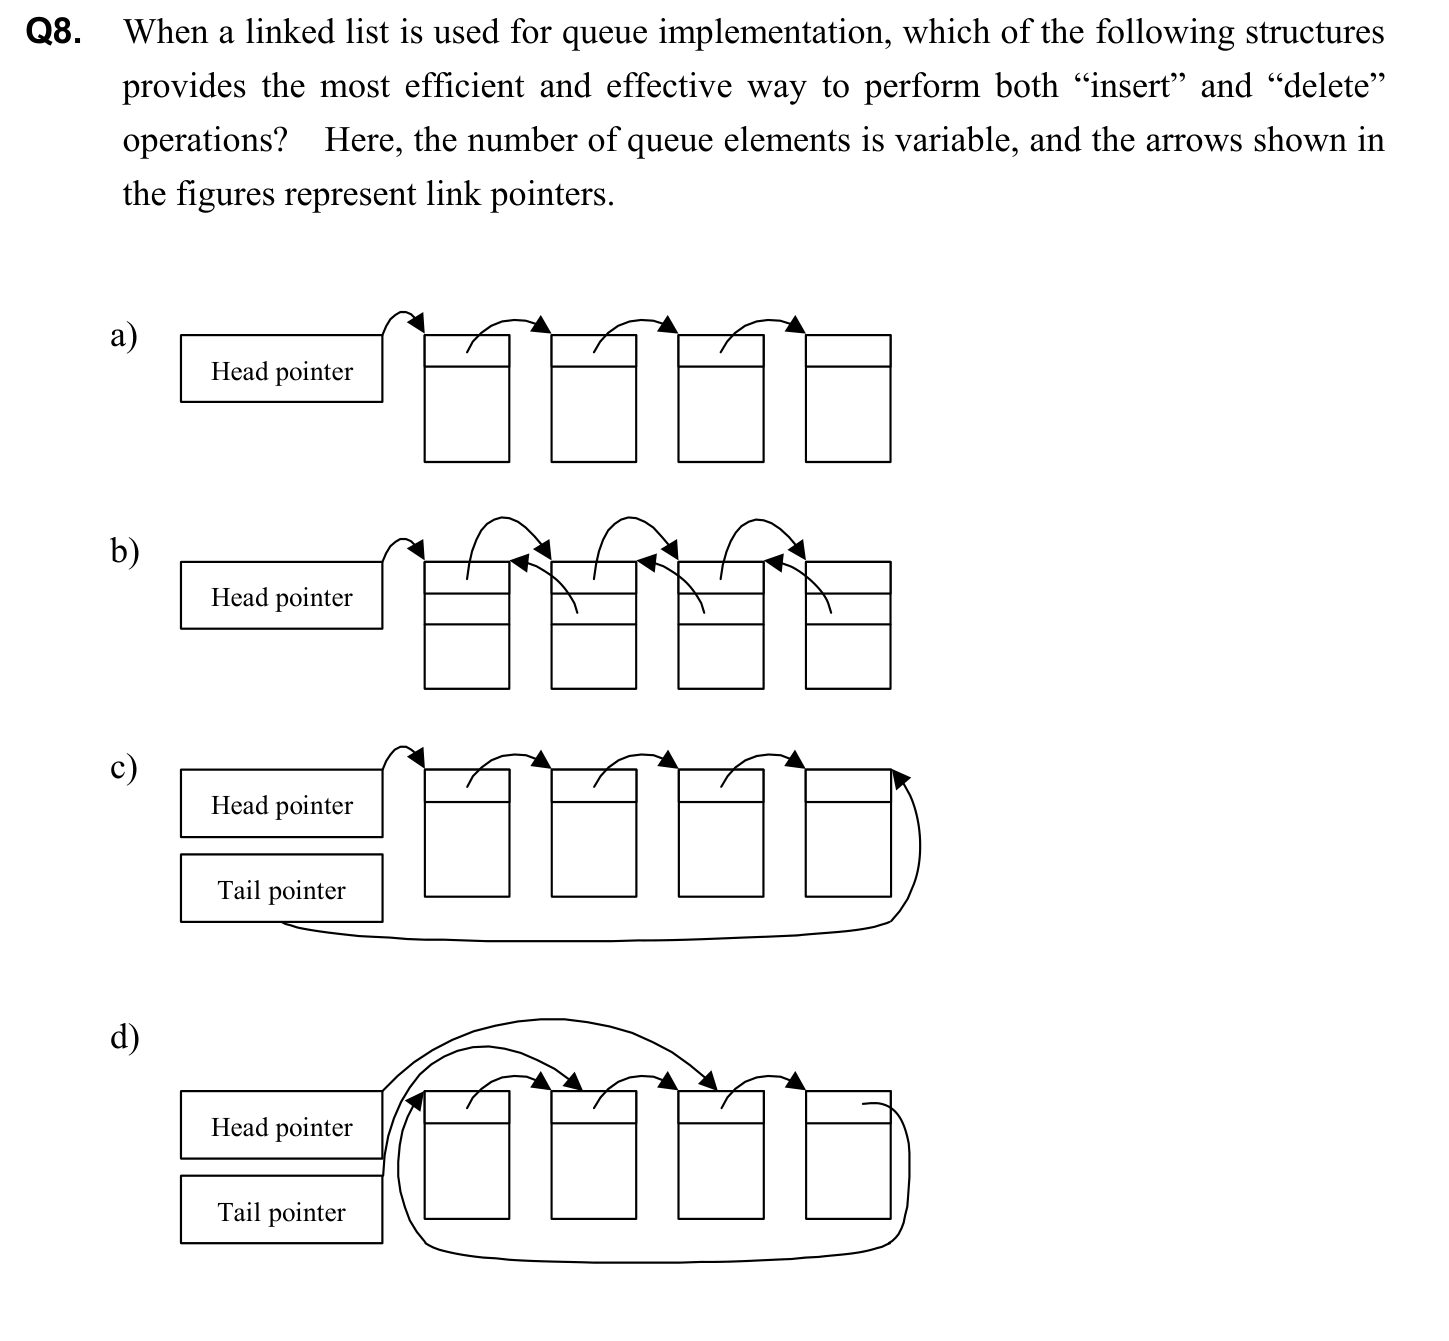 Q8. When a linked list is used for queue implementation, which of the following structures
provides the most efficient and effective way to perform both “insert” and “delete”
operations? Here, the number of queue elements is variable, and the arrows shown in
the figures represent link pointers.
a)
Head pointer
b)
Head pointer
c)
Head pointer
Tail pointer
d)
Head pointer
Tail pointer